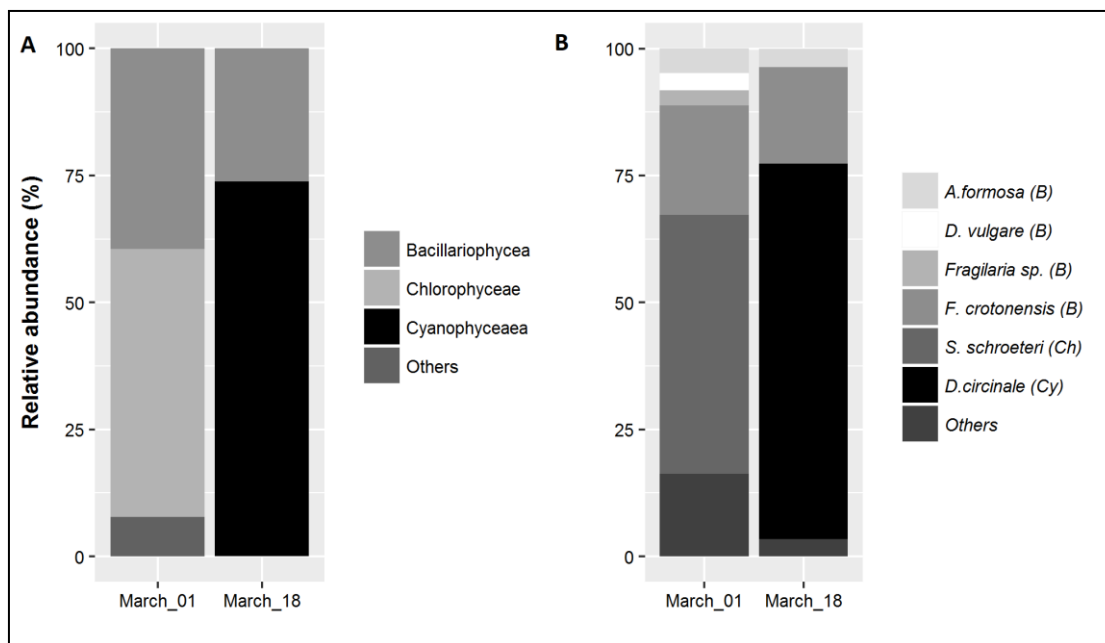 A
Relative abundance (%)
100
75
50
25
0
March_01 March_18
Bacillariophycea
Chlorophyceae
Cyanophyceaea
Others
B
100
75
50
25
0
March_01 March_18
A.formosa (B)
D. vulgare (B)
Fragilaria sp. (B)
F. crotonensis (B)
S. schroeteri (Ch)
D.circinale (Cy)
Others